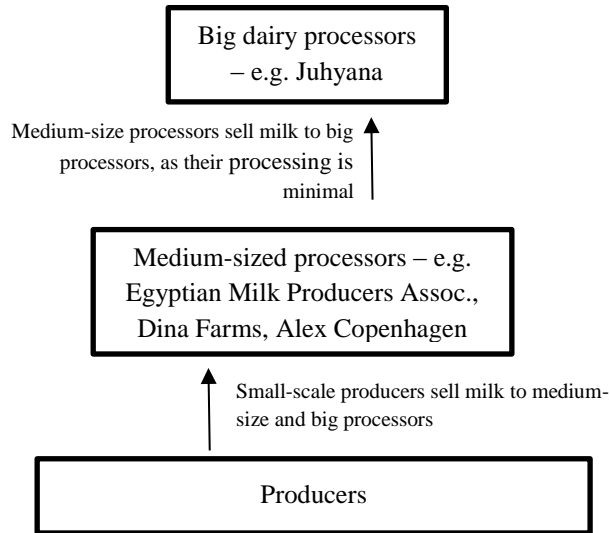 Big dairy processors
– e.g. Juhyana
Medium-size processors sell milk to big
processors, as their processing is
minimal
Medium-sized processors – e.g.
Egyptian Milk Producers Assoc.,
Dina Farms, Alex Copenhagen
Small-scale producers sell milk to medium-
size and big processors
Producers